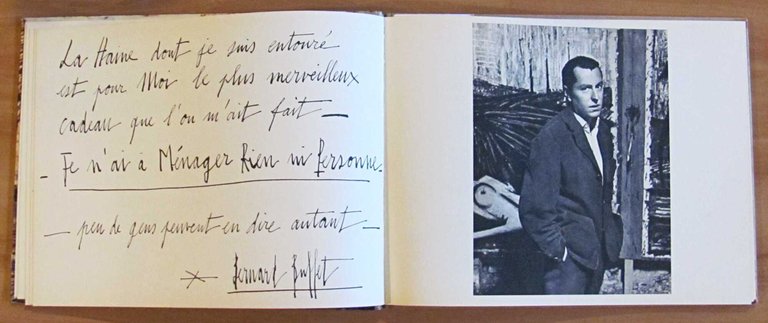 La Haine dont je suis entouré
est pour Moi le plus merveilleux
cadeau que l'on m'ait fait —
— Je n'ai à Ménager Rien ni Personne —
— peu de gens peuvent en dire autant —
Bernard Buffet